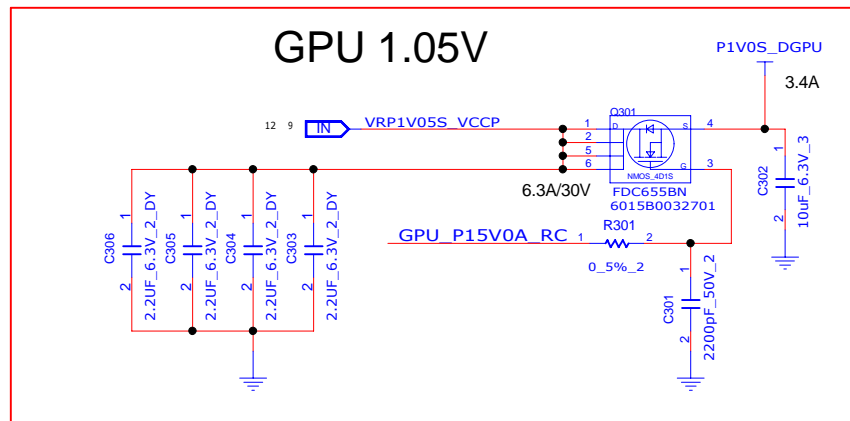 GPU 1.05V
P1V0S_DGPU
3.4A
12 9 IN VRP1V05S_VCCP
Q301
1 D S 4
2
5
6 G 3
NMOS_4D1S
6.3A/30V
FDC655BN
6015B0032701
1 C302 10uF_6.3V_3 2
GPU_P15V0A_RC 1 R301 2
0_5%_2
1 C306 2.2UF_6.3V_2_DY 2
1 C305 2.2UF_6.3V_2_DY 2
1 C304 2.2UF_6.3V_2_DY 2
1 C303 2.2UF_6.3V_2_DY 2
1 C301 2200pF_50V_2 2